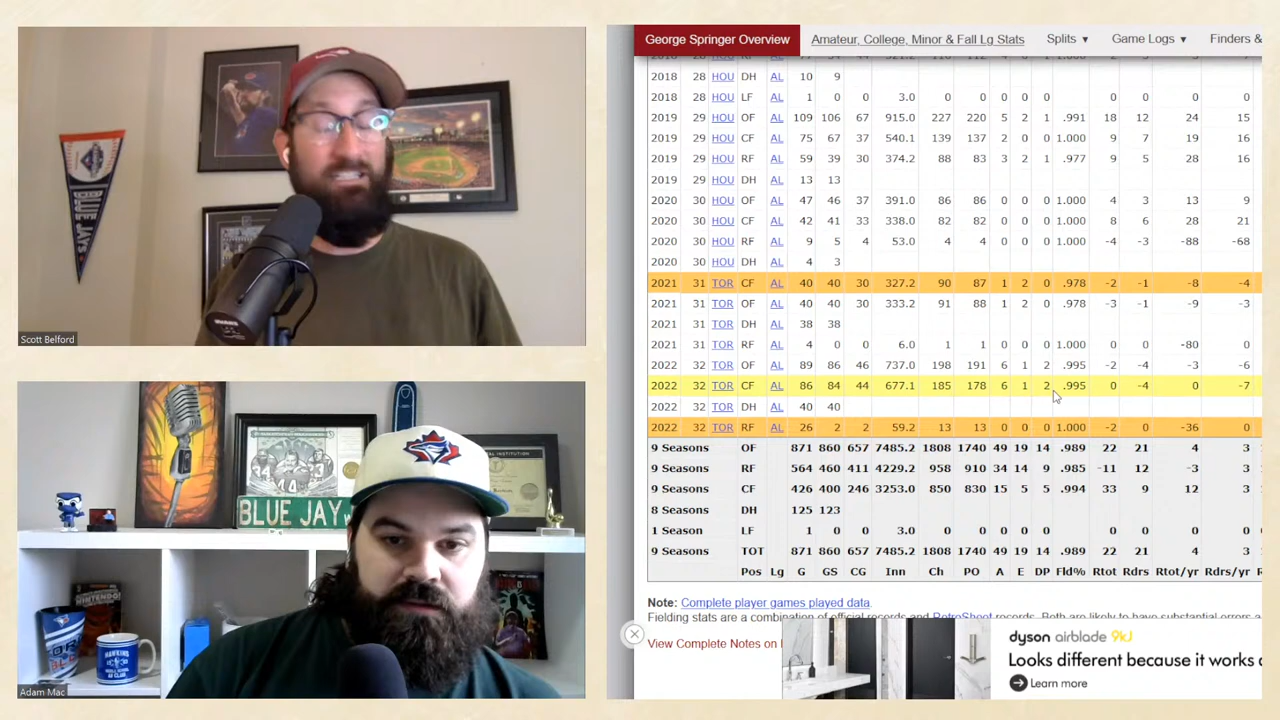 BLUE JAYS
Scott Belford
BLUE JAY
HAWKINS
AV CLUB
Adam Mac
George Springer Overview
Amateur, College, Minor & Fall Lg Stats
Splits ▼
Game Logs ▼
Finders &
2018 28 HOU DH AL 10 9
2018 28 HOU LF AL 1 0 0 3.0 0 0 0 0 0 0 0
2019 29 HOU OF AL 109 106 67 915.0 227 220 5 2 1 .991 18 12 24 15
2019 29 HOU CF AL 75 67 37 540.1 139 137 2 0 0 1.000 9 7 19 16
2019 29 HOU RF AL 59 39 30 374.2 88 83 3 2 1 .977 9 5 28 16
2019 29 HOU DH AL 13 13
2020 30 HOU OF AL 47 46 37 391.0 86 86 0 0 0 1.000 4 3 13 9
2020 30 HOU CF AL 42 41 33 338.0 82 82 0 0 0 1.000 8 6 28 21
2020 30 HOU RF AL 9 5 4 53.0 4 4 0 0 0 1.000 -4 -3 -88 -68
2020 30 HOU DH AL 4 3
2021 31 TOR CF AL 40 40 30 327.2 90 87 1 2 0 .978 -2 -1 -8 -4
2021 31 TOR OF AL 40 40 30 333.2 91 88 1 2 0 .978 -3 -1 -9 -3
2021 31 TOR DH AL 38 38
2021 31 TOR RF AL 4 0 0 6.0 1 1 0 0 0 1.000 -1 0 -80 0
2022 32 TOR OF AL 89 86 46 737.0 198 191 6 1 2 .995 -2 -4 -3 -6
2022 32 TOR CF AL 86 84 44 677.1 185 178 6 1 2 .995 0 -4 0 -7
2022 32 TOR DH AL 40 40
2022 32 TOR RF AL 26 2 2 59.2 13 13 0 0 0 1.000 -2 0 -36 0
9 Seasons OF 871 860 657 7485.2 1808 1740 49 19 14 .989 22 21 4 3
9 Seasons RF 564 460 411 4229.2 958 910 34 14 9 .985 -11 12 -3 3
9 Seasons CF 426 400 246 3253.0 850 830 15 5 5 .994 33 9 12 3
8 Seasons DH 125 123
1 Season LF 1 0 0 3.0 0 0 0 0 0 0 0
9 Seasons TOT 871 860 657 7485.2 1808 1740 49 19 14 .989 22 21 4 3
Pos Lg G GS CG Inn Ch PO A E DP Fld% Rtot Rdrs Rtot/yr Rdrs/yr
Note: Complete player games played data.
Fielding stats are a combination of official records and RetroSheet records. Both are likely to have substantial errors
View Complete Notes on
dyson airblade 9kJ
Looks different because it works
Learn more